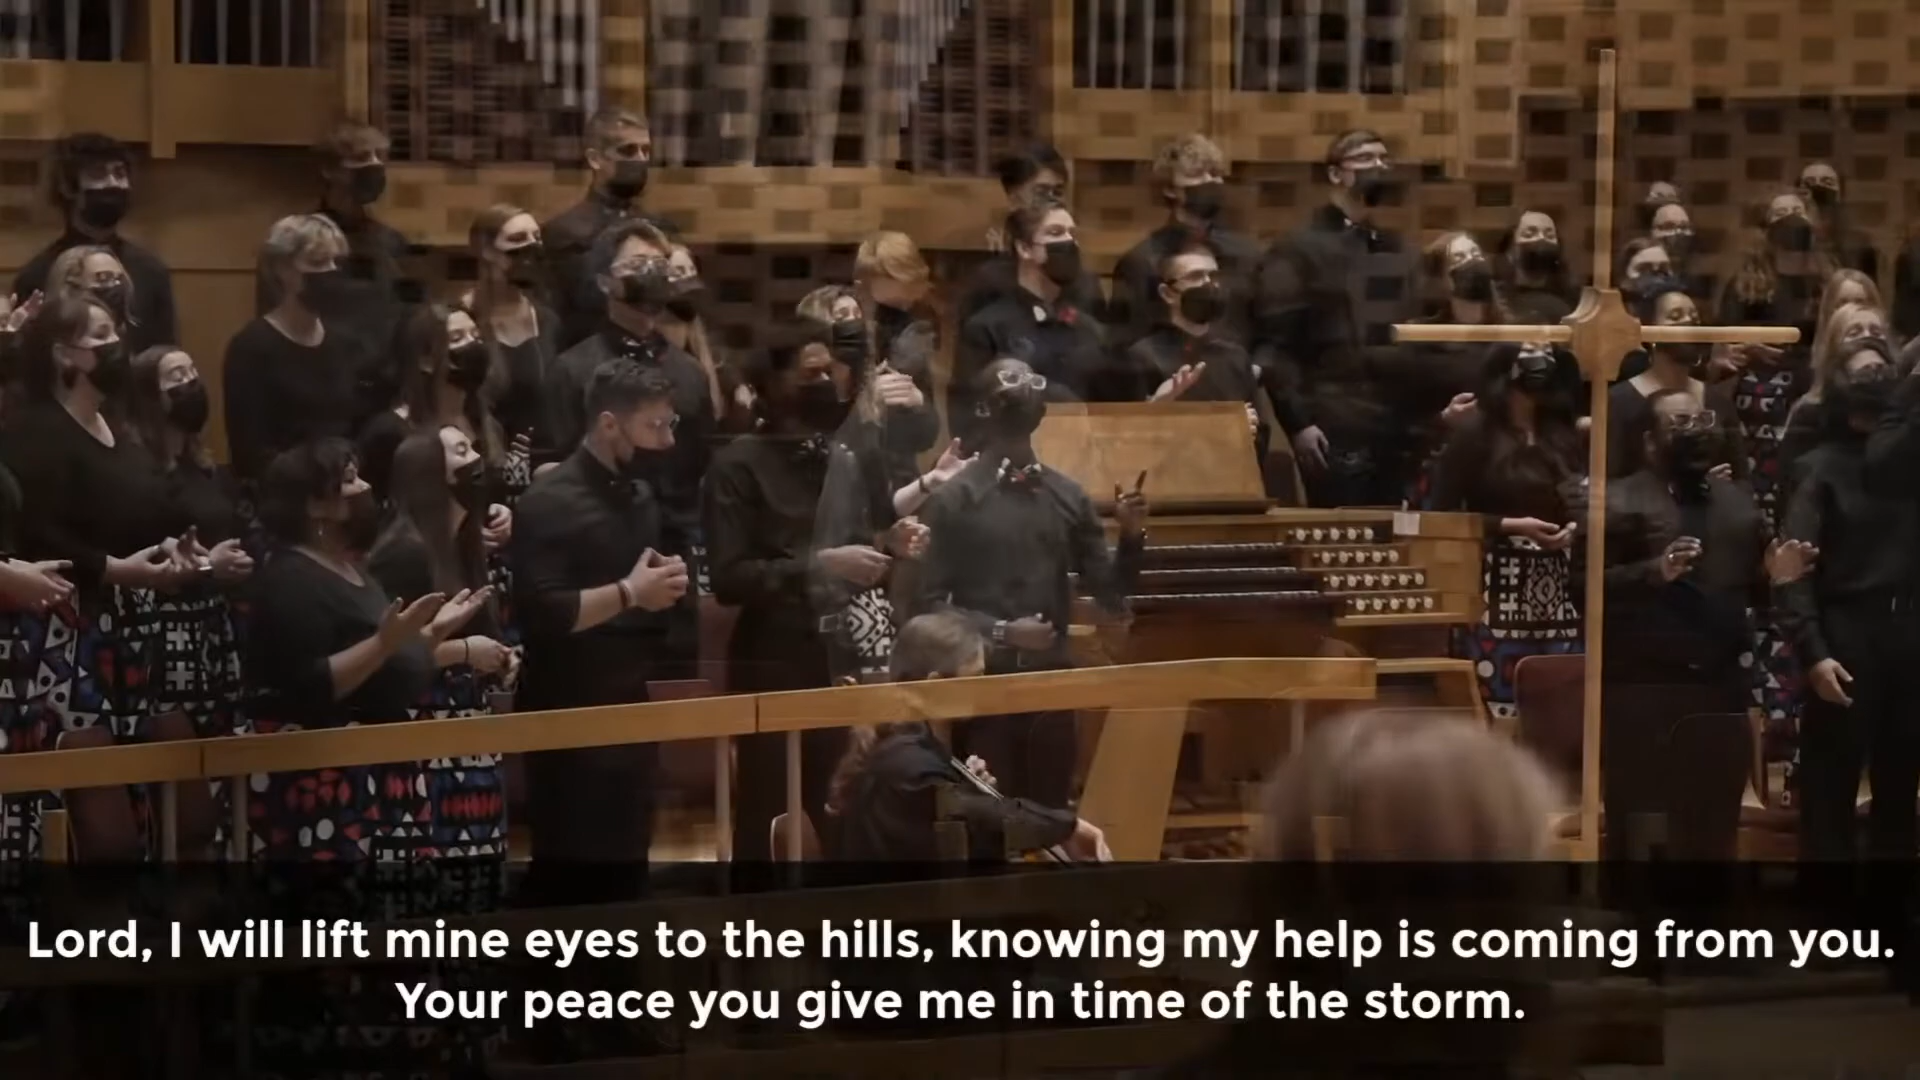 Lord, I will lift mine eyes to the hills, knowing my help is coming from you.
Your peace you give me in time of the storm.